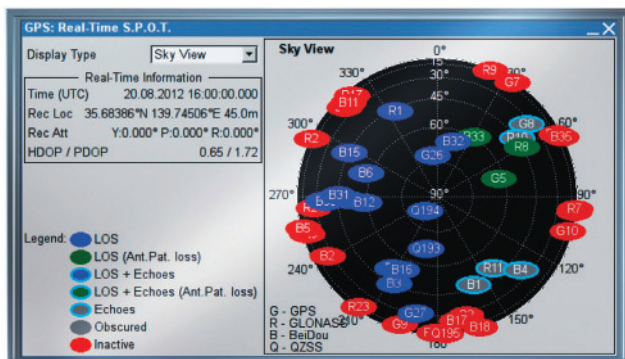 GPS: Real-Time S.P.O.T.
Display Type Sky View
Real-Time Information
Time (UTC) 20.08.2012 16:00:00.000
Rec Loc 35.68386°N 139.74506°E 45.0m
Rec Att Y:0.000° P:0.000° R:0.000°
HDOP / PDOP 0.65 / 1.72
Legend: LOS
LOS (Ant.Pat. loss)
LOS + Echoes
LOS + Echoes (Ant.Pat. loss)
Echoes
Obscured
Inactive
Sky View
0°
15°
30°
45°
60°
90°
330°
300°
270°
240°
210°
180°
150°
120°
90°
60°
R9
G7
B11
R1
R2
B32
B33
G26
G8
R10
R8
B35
B15
B6
G5
B31
B12
Q194
R7
G10
B5
B2
Q193
B16
B3
R11
B4
B1
R23
G27
G9
B17
FQ195
B18
G - GPS
R - GLONASS
B - BeiDou
Q - QZSS